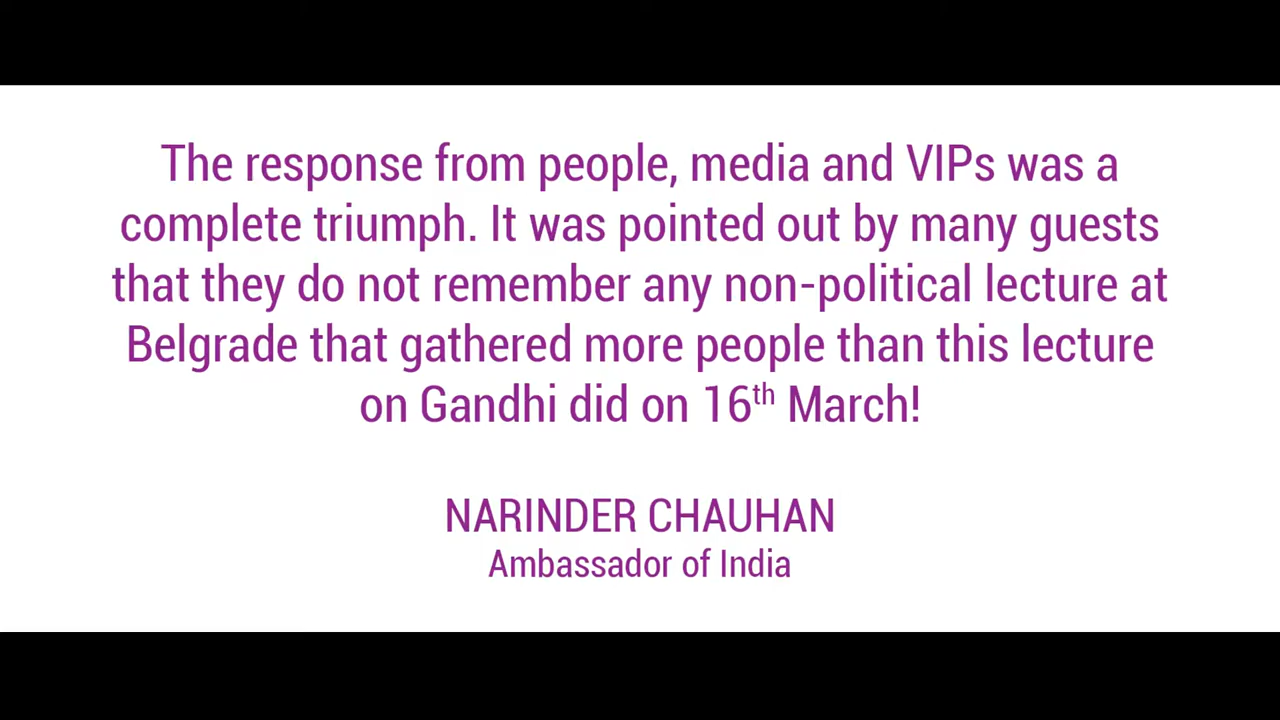 The response from people, media and VIPs was a
complete triumph. It was pointed out by many guests
that they do not remember any non-political lecture at
Belgrade that gathered more people than this lecture
on Gandhi did on 16th March!
NARINDER CHAUHAN
Ambassador of India